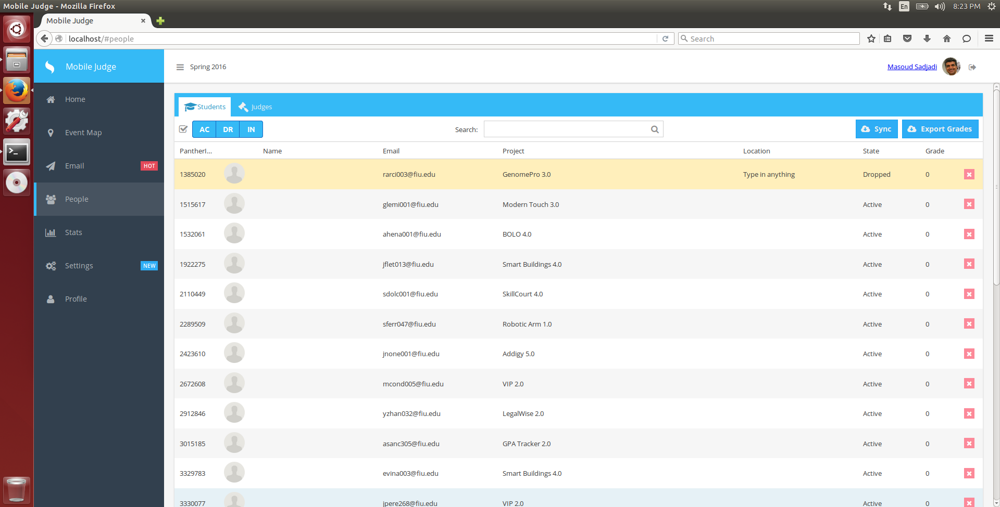 Mobile Judge - Mozilla Firefox
En
8:23 PM
Mobile Judge
localhost/#people
Search
Mobile Judge
Spring 2016
Masoud Sadjadi
Home
Event Map
Email HOT
People
Stats
Settings NEW
Profile
Students Judges
AC DR IN
Search:
Sync
Export Grades
PantherI... Name Email Project Location State Grade
1385020 rarci003@fiu.edu GenomePro 3.0 Type in anything Dropped 0
1515617 glemi001@fiu.edu Modern Touch 3.0 Active 0
1532061 ahena001@fiu.edu BOLO 4.0 Active 0
1922275 jflet013@fiu.edu Smart Buildings 4.0 Active 0
2110449 sdolc001@fiu.edu SkillCourt 4.0 Active 0
2289509 sferr047@fiu.edu Robotic Arm 1.0 Active 0
2423610 jnone001@fiu.edu Addigy 5.0 Active 0
2672608 mcond005@fiu.edu VIP 2.0 Active 0
2912846 yzhan032@fiu.edu LegalWise 2.0 Active 0
3015185 asanc305@fiu.edu GPA Tracker 2.0 Active 0
3329783 evina003@fiu.edu Smart Buildings 4.0 Active 0
3330077 jpere268@fiu.edu VIP 2.0 Active 0